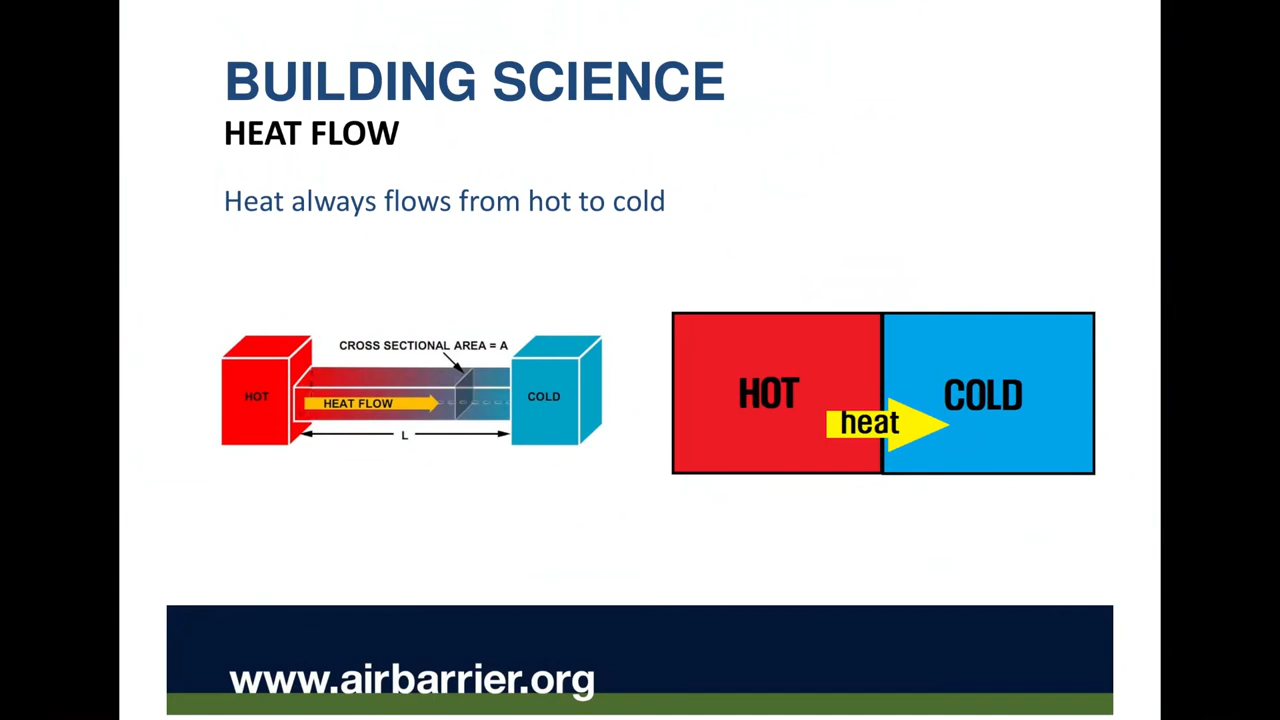 BUILDING SCIENCE
HEAT FLOW
Heat always flows from hot to cold
CROSS SECTIONAL AREA = A
HOT
HEAT FLOW
COLD
L
HOT
COLD
heat
www.airbarrier.org